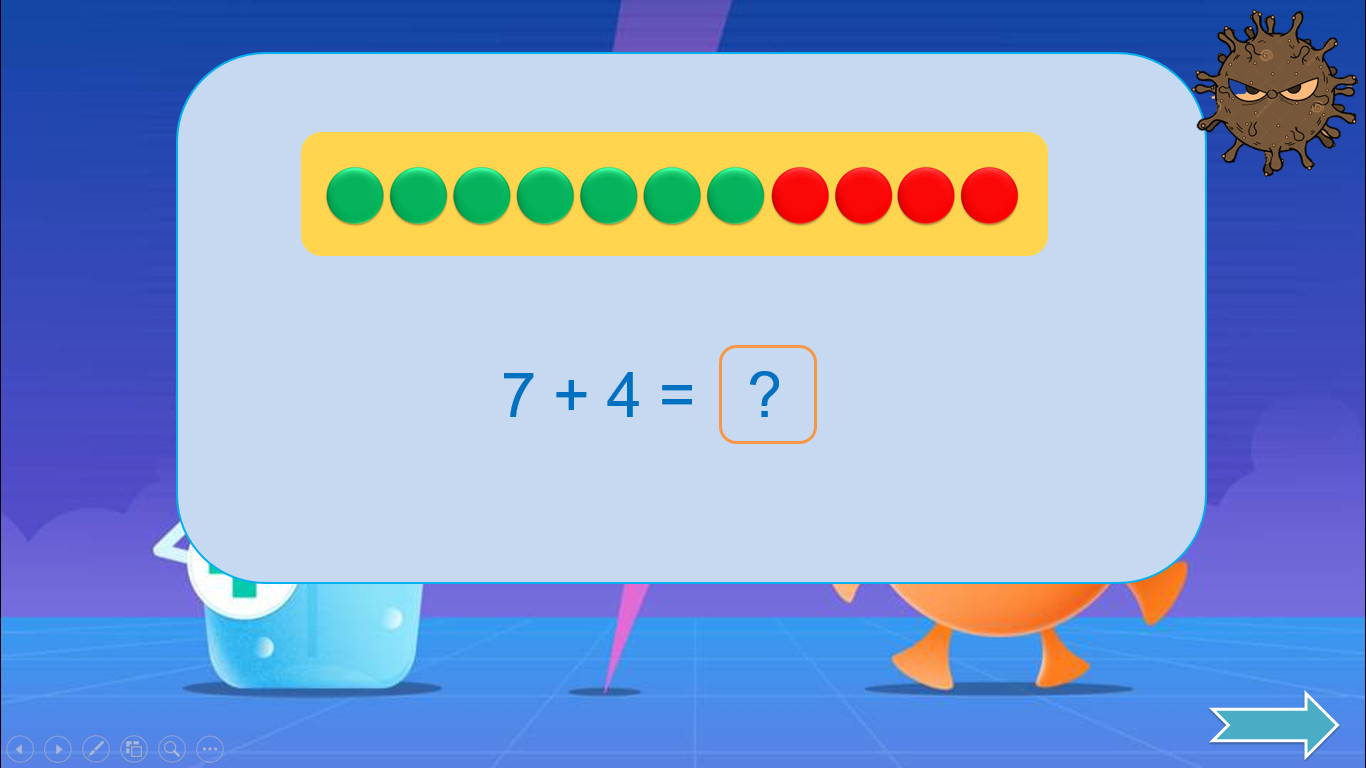 7 + 4 = ?